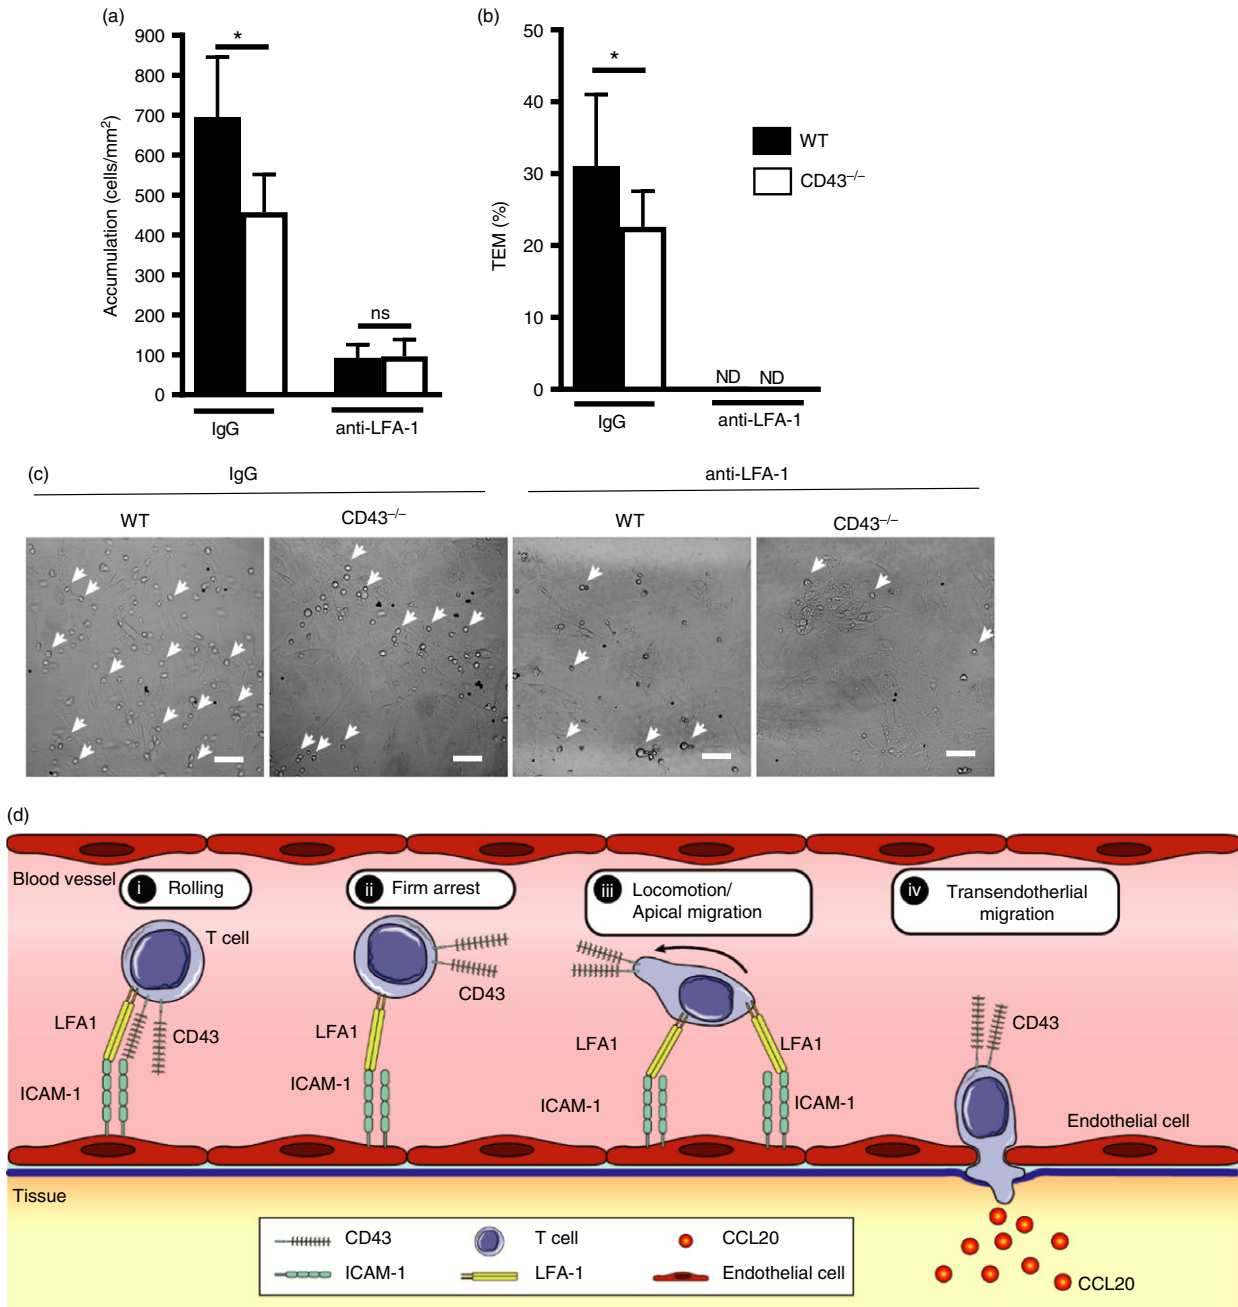 (a)
900
800
700
600
500
400
300
200
100
0
Accumulation (cells/mm²)
*
ns
IgG
anti-LFA-1
(b)
50
40
30
20
10
0
TEM (%)
*
ND ND
IgG
anti-LFA-1
WT
CD43⁻/⁻
(c)
IgG
anti-LFA-1
WT
CD43⁻/⁻
WT
CD43⁻/⁻
(d)
Blood vessel
i Rolling
ii Firm arrest
iii Locomotion/
Apical migration
iv Transendotherlial
migration
T cell
LFA1
CD43
ICAM-1
CD43
LFA1
ICAM-1
LFA1
LFA1
ICAM-1
ICAM-1
CD43
Endothelial cell
Tissue
CD43
T cell
CCL20
ICAM-1
LFA-1
Endothelial cell
CCL20